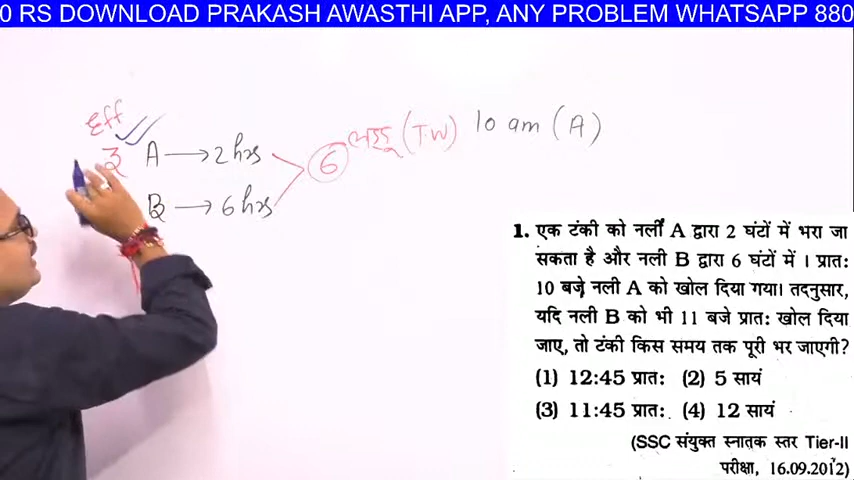 0 RS DOWNLOAD PRAKASH AWASTHI APP, ANY PROBLEM WHATSAPP 880
Eff
3 A → 2 hrs
B → 6 hrs
6 लड्डू (T.W) 10 am (A)
1. एक टंकी को नली A द्वारा 2 घंटों में भरा जा
सकता है और नली B द्वारा 6 घंटों में । प्रात:
10 बजे नली A को खोल दिया गया। तदनुसार,
यदि नली B को भी 11 बजे प्रात: खोल दिया
जाए, तो टंकी किस समय तक पूरी भर जाएगी?
(1) 12:45 प्रात: (2) 5 सायं
(3) 11:45 प्रात: (4) 12 सायं
(SSC संयुक्त स्नातक स्तर Tier-II
परीक्षा, 16.09.2012)